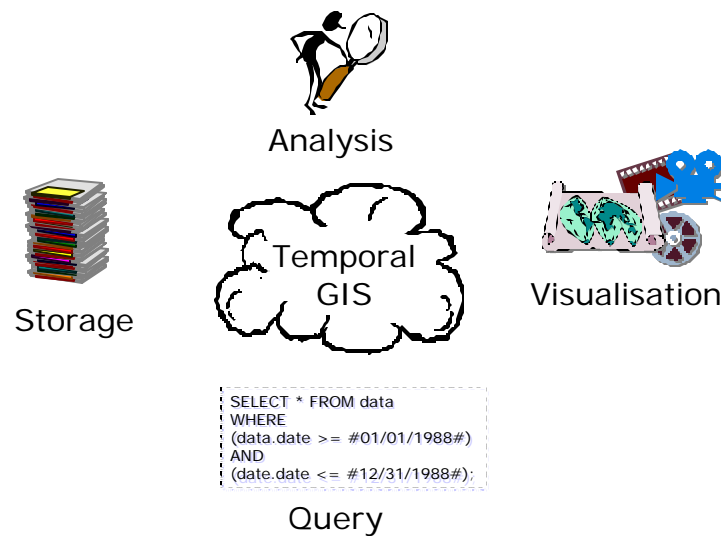 Analysis
Temporal
GIS
Storage
Visualisation
SELECT * FROM data
WHERE
(data.date >= #01/01/1988#)
AND
(date.date <= #12/31/1988#);
Query